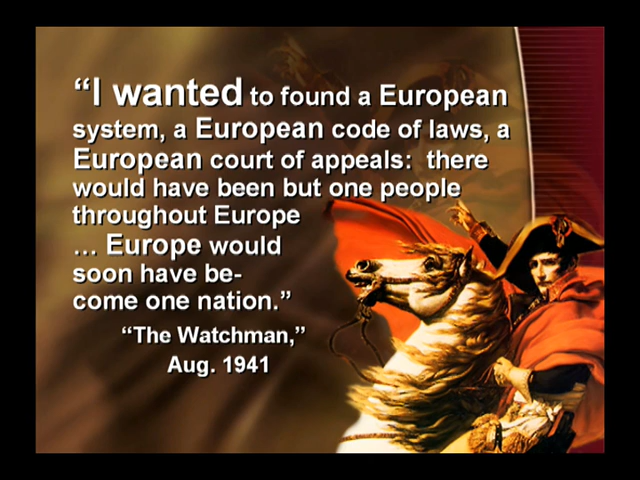 “I wanted to found a European
system, a European code of laws, a
European court of appeals:  there
would have been but one people
throughout Europe
… Europe would
soon have be-
come one nation.”
“The Watchman,”
Aug. 1941